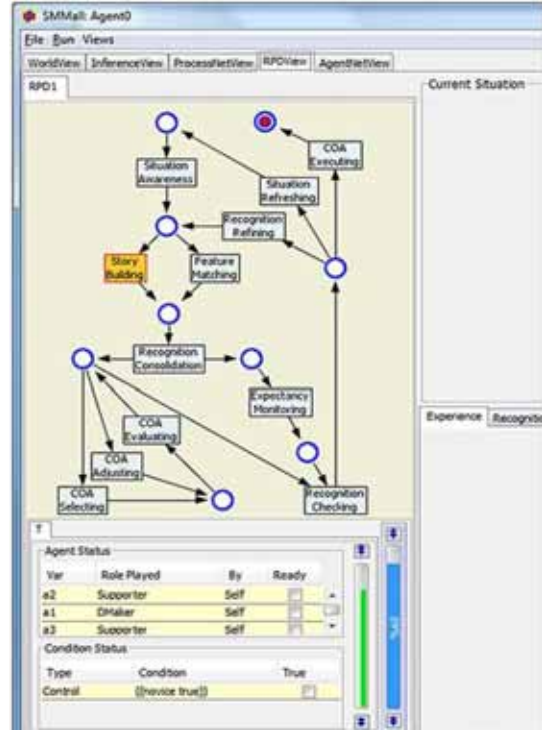 SMMall: Agent0
File Run Views
WorldView InferenceView ProcessNetView RPDView AgentNetView
RPD1
Current Situation
COA
Executing
Situation
Awareness
Situation
Refreshing
Recognition
Refining
Story
Building
Feature
Matching
Recognition
Consolidation
Expectancy
Monitoring
COA
Evaluating
COA
Adjusting
COA
Selecting
Recognition
Checking
Experience Recognitio
T
Agent Status
Var Role Played By Ready
a2 Supporter Self
a1 DMaker Self
a3 Supporter Self
Condition Status
Type Condition True
Control ((novice true))